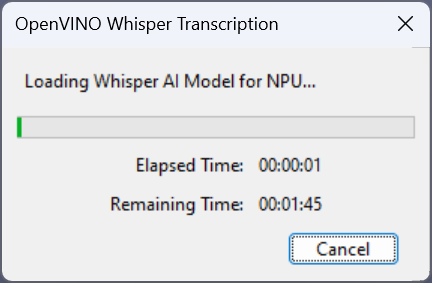 OpenVINO Whisper Transcription
Loading Whisper AI Model for NPU...
Elapsed Time: 00:00:01
Remaining Time: 00:01:45
Cancel